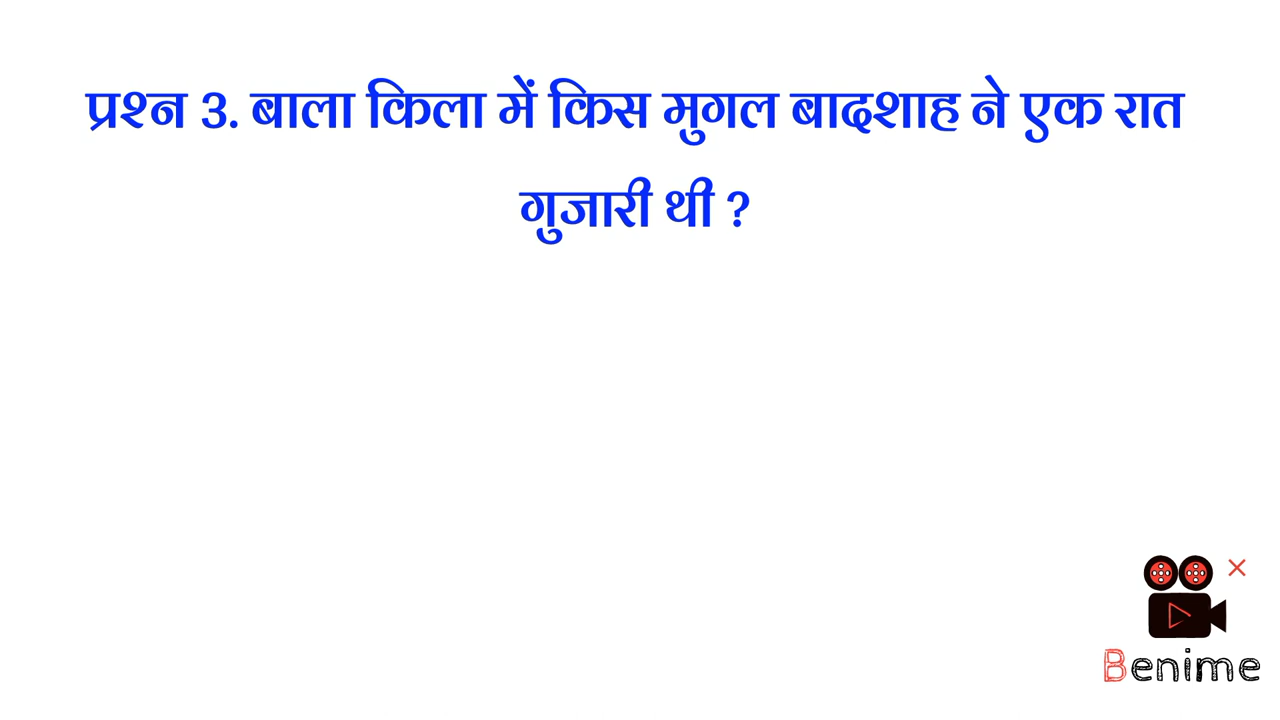 प्रश्न 3. बाला किला में किस मुगल बादशाह ने एक रात
गुजारी थी ?
Benime